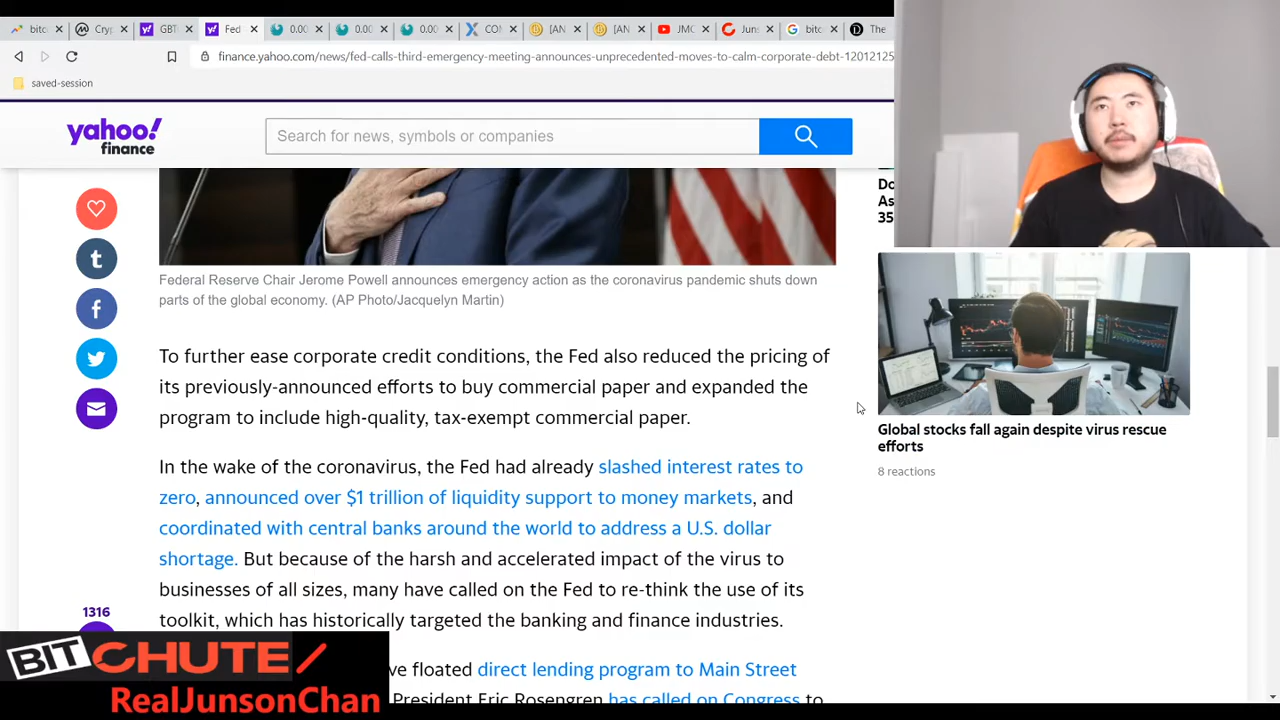 bitc
Cryp
GBT
Fed
0.00
0.00
0.00
CO
[AN
[AN
JMC
Juns
bitc
The
finance.yahoo.com/news/fed-calls-third-emergency-meeting-announces-unprecedented-moves-to-calm-corporate-debt-12012125
saved-session
yahoo!
finance
Search for news, symbols or companies
Do
As
35
Federal Reserve Chair Jerome Powell announces emergency action as the coronavirus pandemic shuts down
parts of the global economy. (AP Photo/Jacquelyn Martin)
To further ease corporate credit conditions, the Fed also reduced the pricing of
its previously-announced efforts to buy commercial paper and expanded the
program to include high-quality, tax-exempt commercial paper.
In the wake of the coronavirus, the Fed had already slashed interest rates to
zero, announced over $1 trillion of liquidity support to money markets, and
coordinated with central banks around the world to address a U.S. dollar
shortage. But because of the harsh and accelerated impact of the virus to
businesses of all sizes, many have called on the Fed to re-think the use of its
toolkit, which has historically targeted the banking and finance industries.
ve floated direct lending program to Main Street
President Eric Rosengren has called on Congress to
Global stocks fall again despite virus rescue
efforts
8 reactions
1316
BITCHUTE/
RealJunsonChan